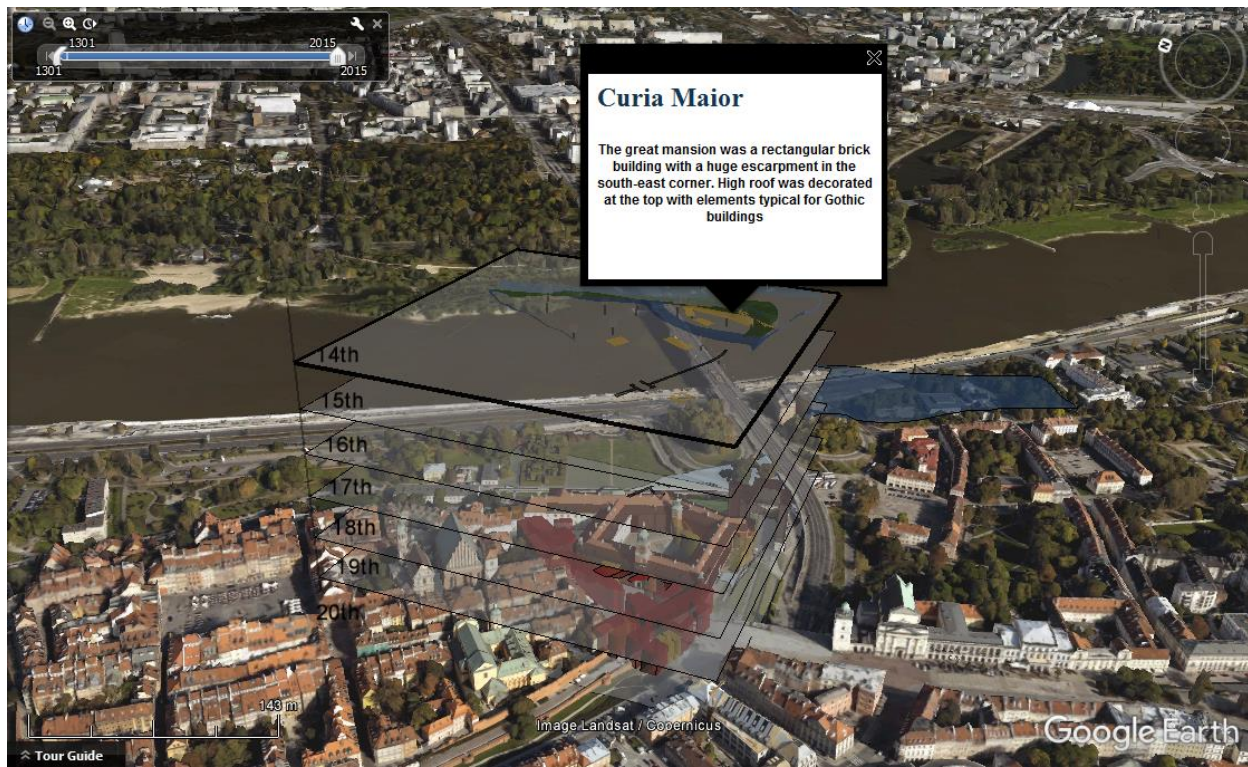 1301
2015
1301
2015
Curia Maior
The great mansion was a rectangular brick
building with a huge escarpment in the
south-east corner. High roof was decorated
at the top with elements typical for Gothic
buildings
N
14th
15th
16th
17th
18th
19th
20th
143 m
Image Landsat / Copernicus
Google Earth
Tour Guide